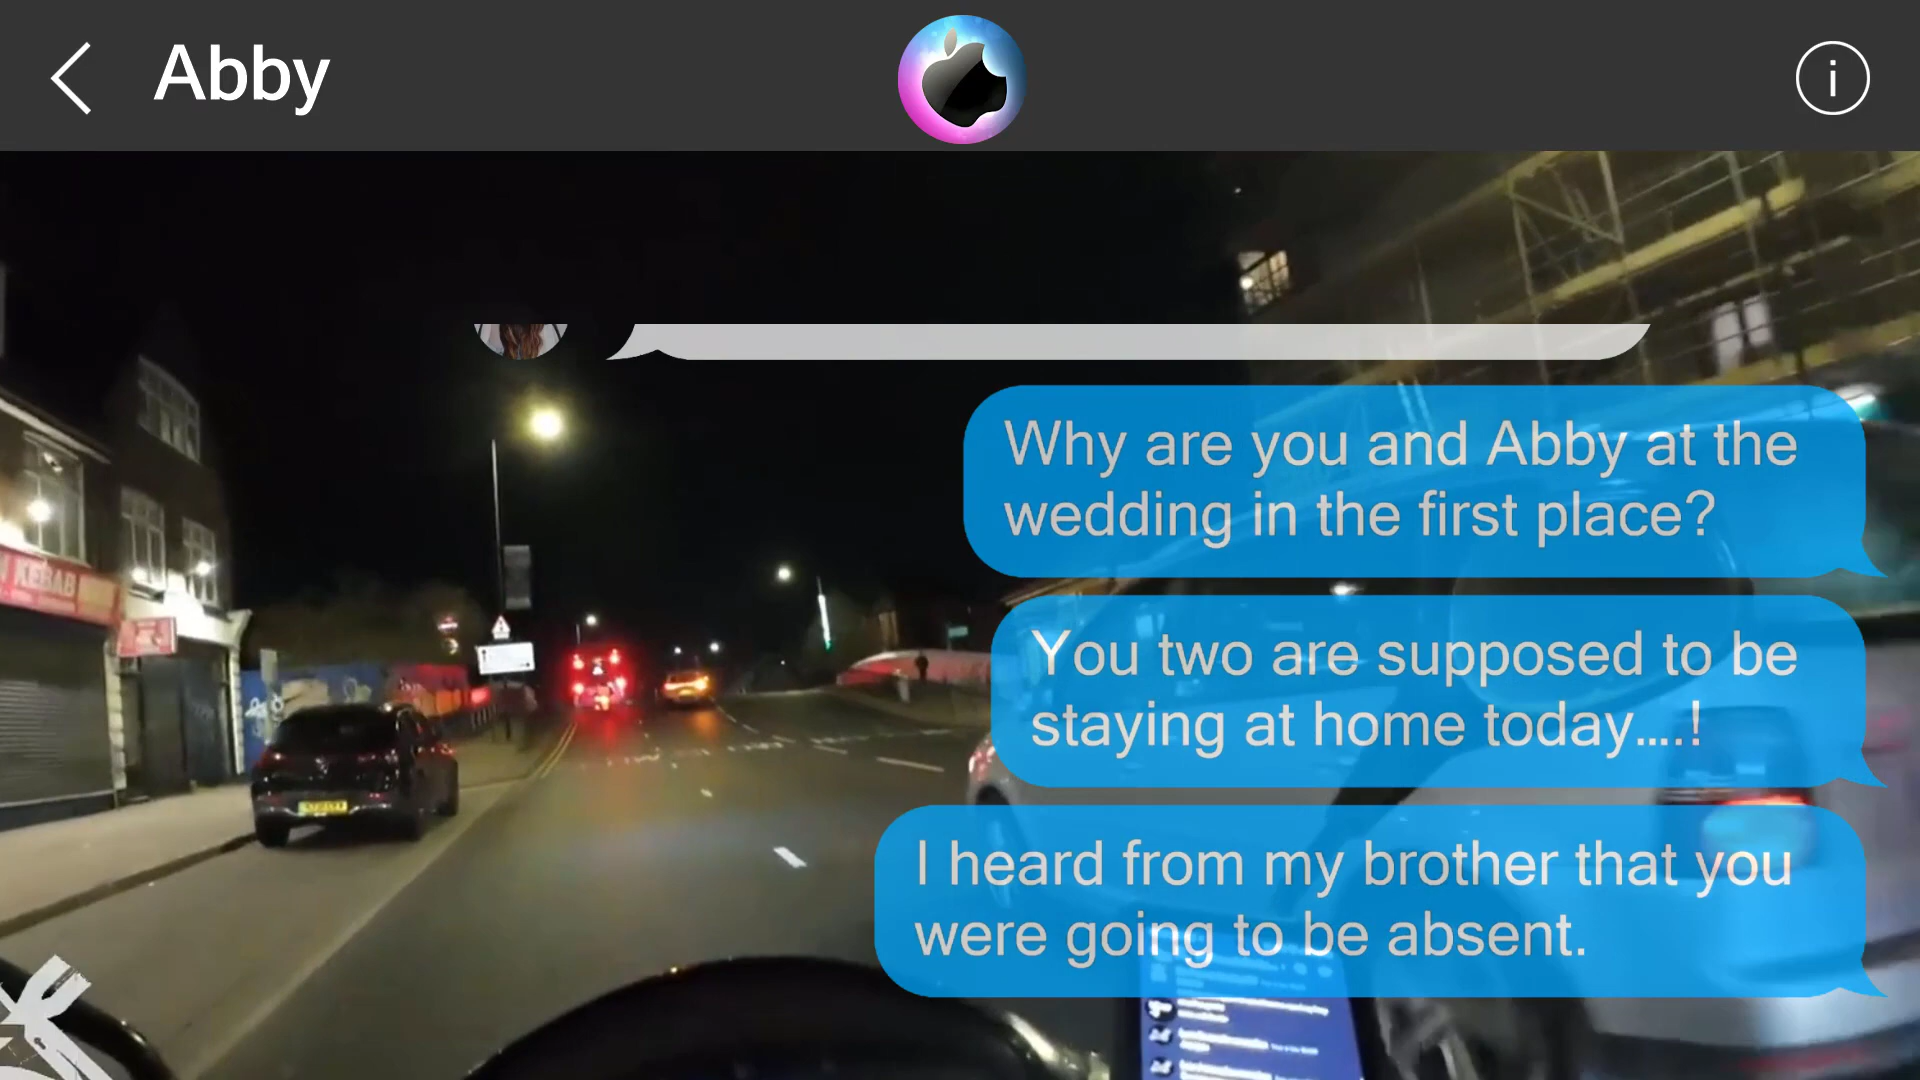 Abby
i
Why are you and Abby at the
wedding in the first place?
You two are supposed to be
staying at home today....!
I heard from my brother that you
were going to be absent.
KEBAB